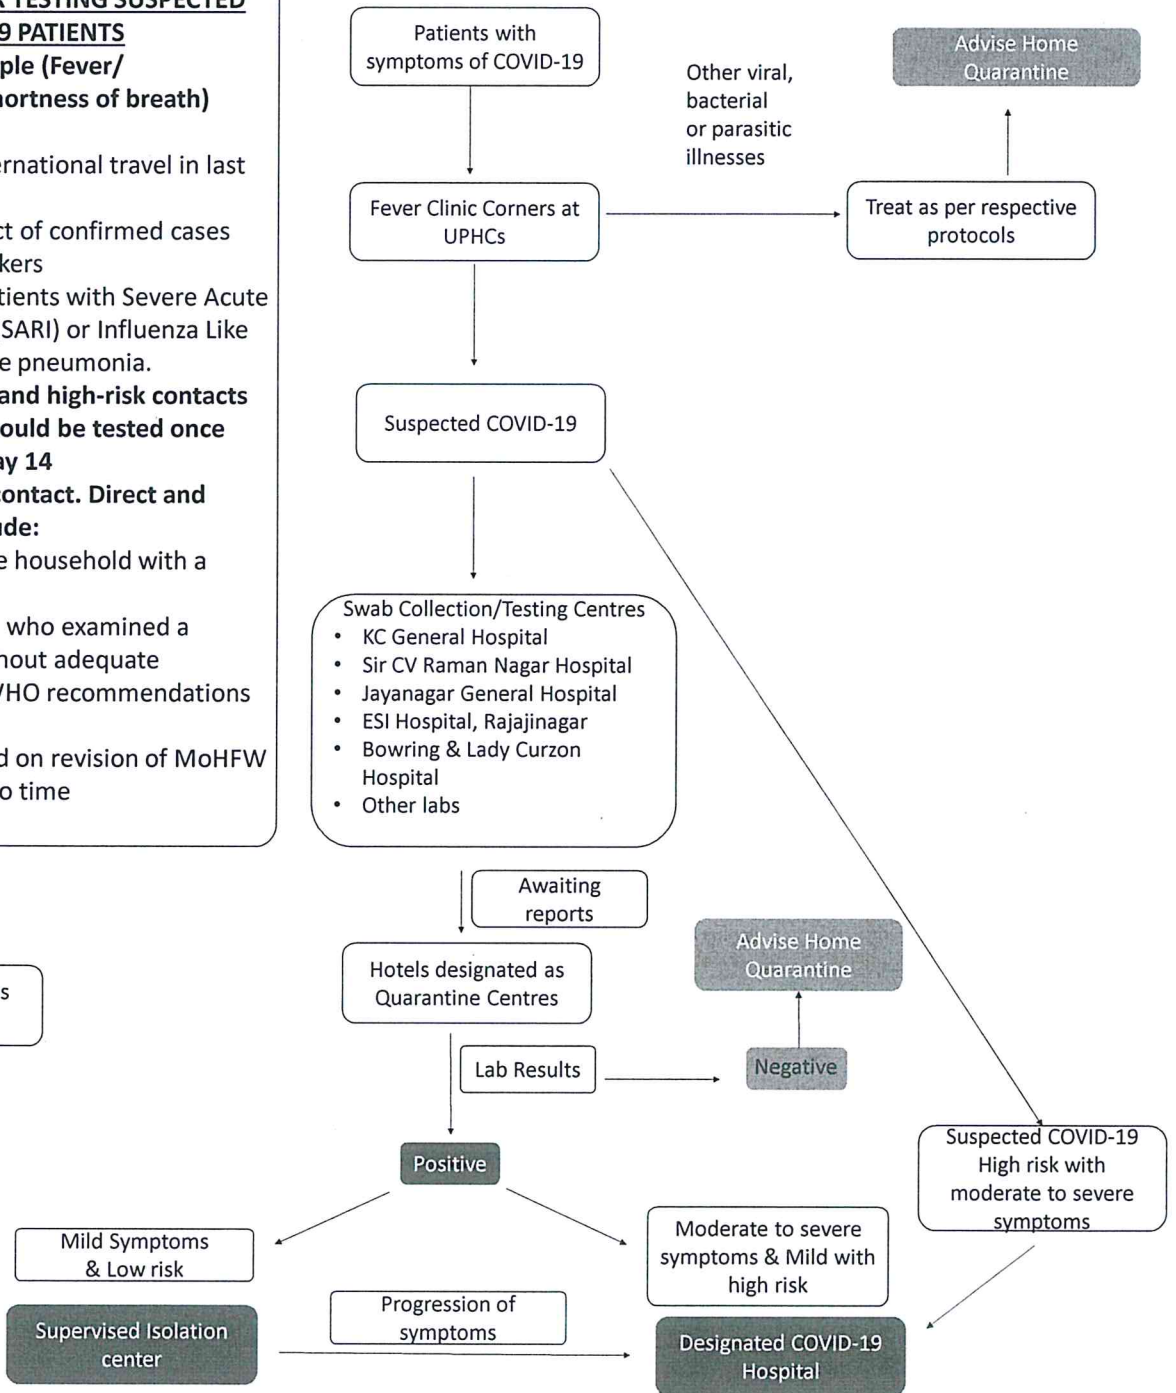 R TESTING SUSPECTED
9 PATIENTS
ple (Fever/
hortness of breath)
ernational travel in last
ct of confirmed cases
kers
tients with Severe Acute
SARI) or Influenza Like
e pneumonia.
and high-risk contacts
ould be tested once
ay 14
contact. Direct and
ude:
e household with a
who examined a
hout adequate
VHO recommendations
d on revision of MoHFW
o time
s
Patients with
symptoms of COVID-19
Other viral,
bacterial
or parasitic
illnesses
Advise Home
Quarantine
Fever Clinic Corners at
UPHCs
Treat as per respective
protocols
Suspected COVID-19
Swab Collection/Testing Centres
• KC General Hospital
• Sir CV Raman Nagar Hospital
• Jayanagar General Hospital
• ESI Hospital, Rajajinagar
• Bowring & Lady Curzon
Hospital
• Other labs
Awaiting
reports
Hotels designated as
Quarantine Centres
Advise Home
Quarantine
Lab Results
Negative
Positive
Suspected COVID-19
High risk with
moderate to severe
symptoms
Mild Symptoms
& Low risk
Moderate to severe
symptoms & Mild with
high risk
Progression of
symptoms
Supervised Isolation
center
Designated COVID-19
Hospital